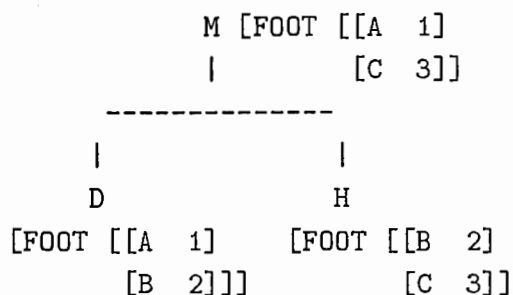 M [FOOT [[A 1]
| [C 3]]
--------------
| |
D H
[FOOT [[A 1] [FOOT [[B 2]
[B 2]]] [C 3]]